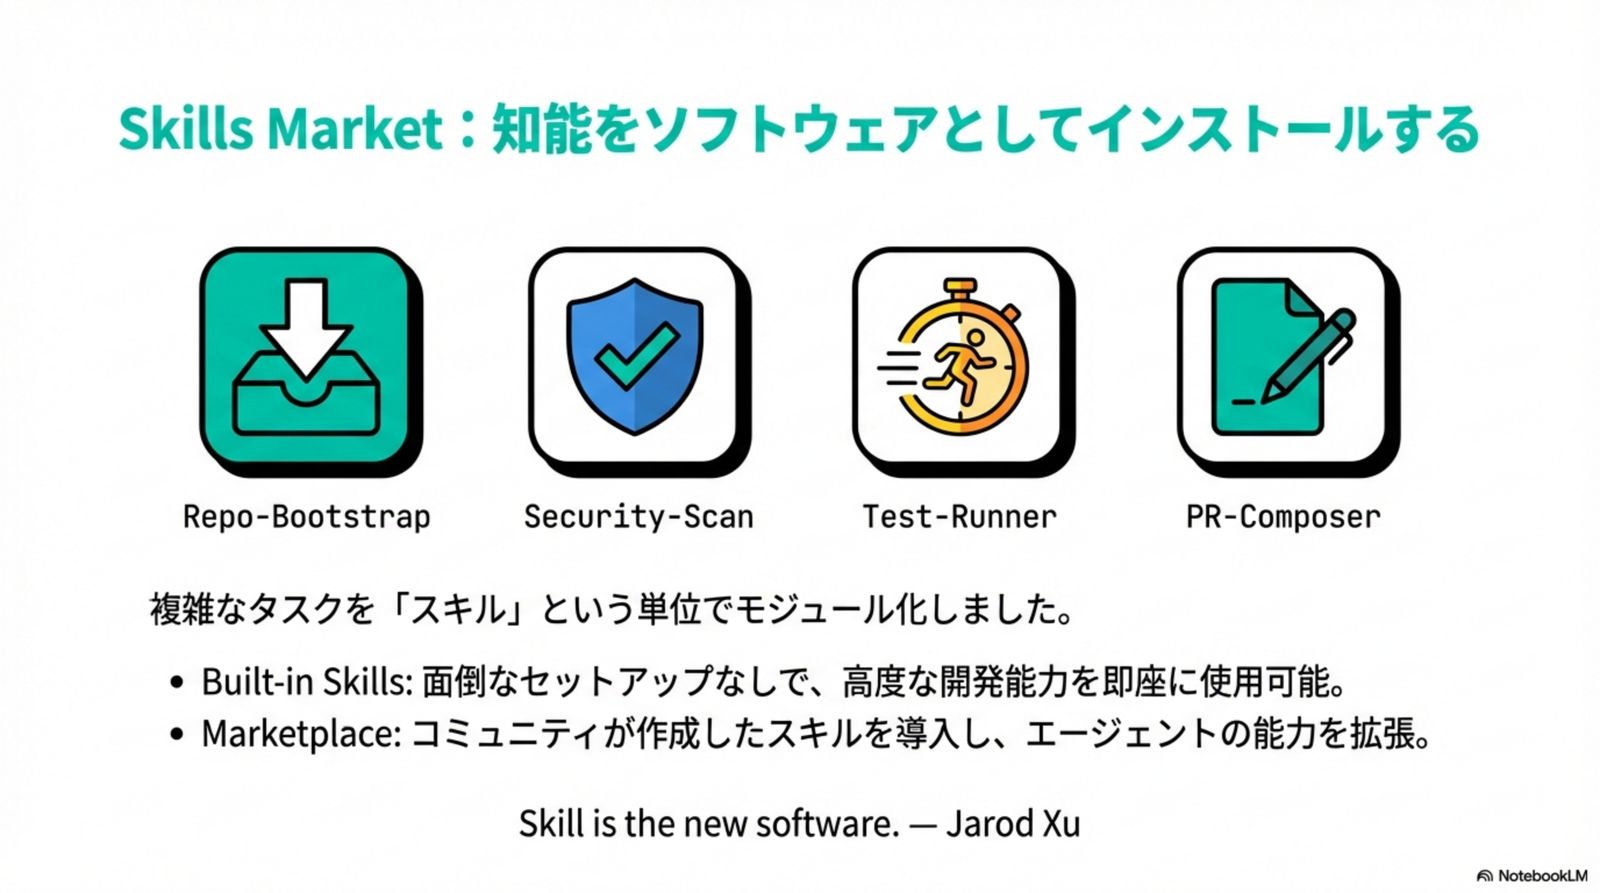 Skills Market：知能をソフトウェアとしてインストールする
Repo-Bootstrap
Security-Scan
Test-Runner
PR-Composer
複雑なタスクを「スキル」という単位でモジュール化しました。
• Built-in Skills: 面倒なセットアップなしで、高度な開発能力を即座に使用可能。
• Marketplace: コミュニティが作成したスキルを導入し、エージェントの能力を拡張。
Skill is the new software. — Jarod Xu
NotebookLM